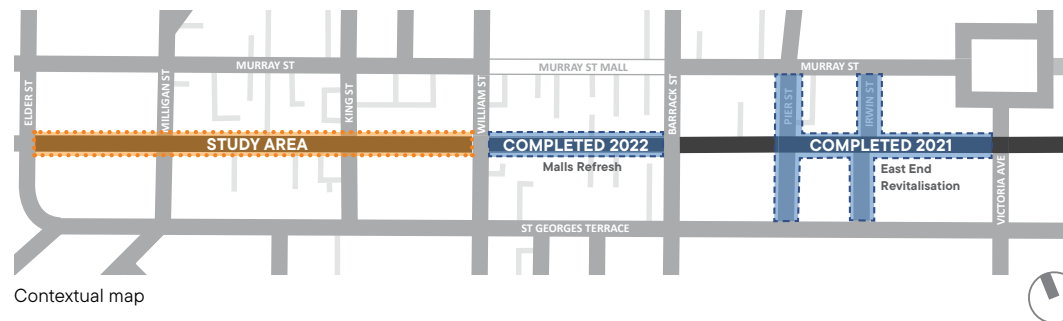 MURRAY ST
MURRAY ST MALL
MURRAY ST
ELDER ST
MILLIGAN ST
KING ST
WILLIAM ST
BARRACK ST
PIER ST
IRWIN ST
STUDY AREA
COMPLETED 2022
COMPLETED 2021
Malls Refresh
East End
Revitalisation
VICTORIA AVE
ST GEORGES TERRACE
Contextual map